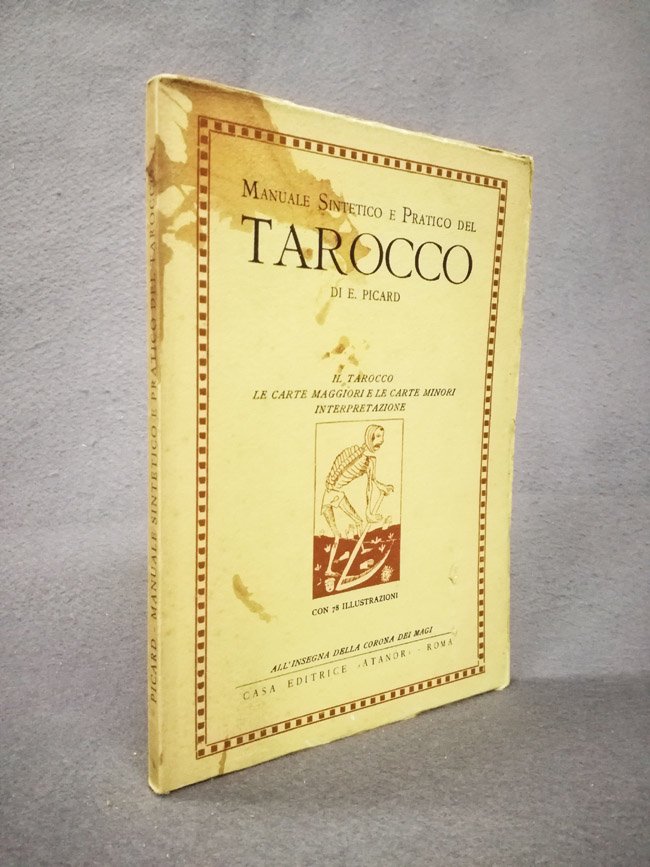 MANUALE SINTETICO E PRATICO DEL
TAROCCO
DI E. PICARD
IL TAROCCO
LE CARTE MAGGIORI E LE CARTE MINORI
INTERPRETAZIONE
CON 78 ILLUSTRAZIONI
ALL'INSEGNA DELLA CORONA DEI MAGI
CASA EDITRICE «ATANOR» - ROMA
PICARD MANUALE SINTETICO E PRATICO DEL TAROCCO